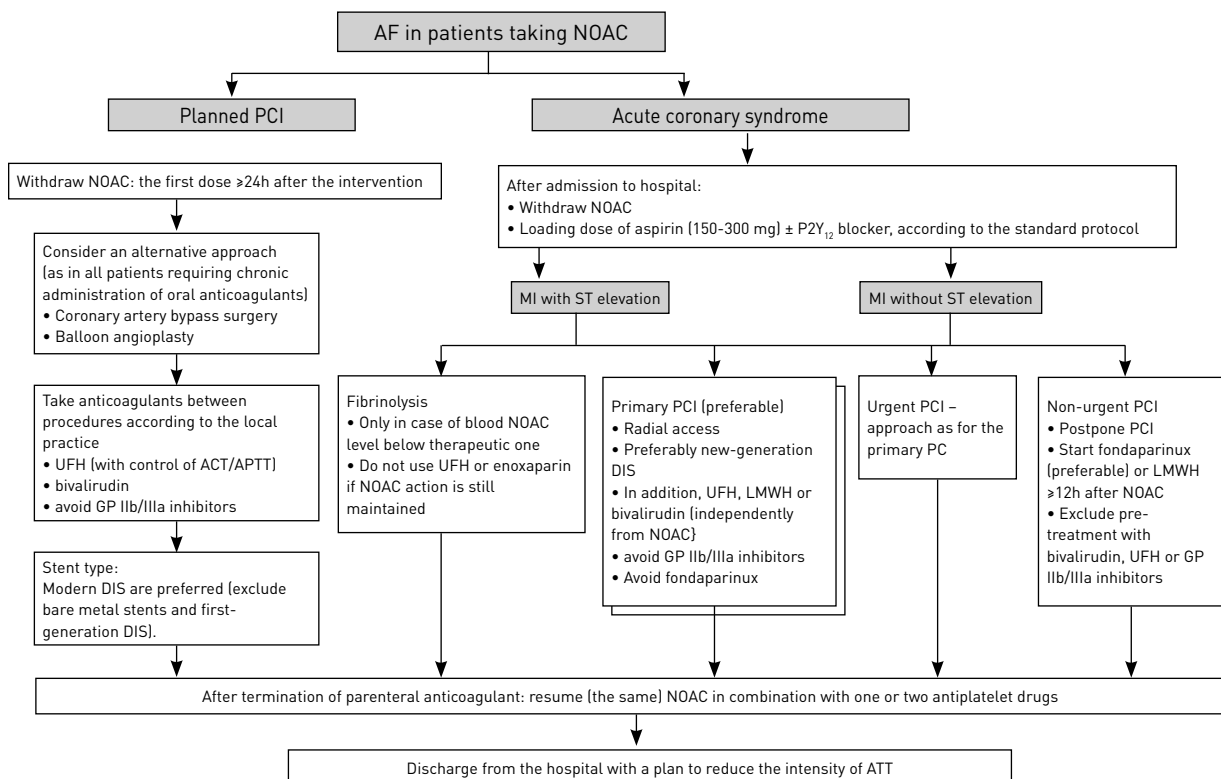 AF in patients taking NOAC
Planned PCI
Acute coronary syndrome
Withdraw NOAC: the first dose ⩾24h after the intervention
Consider an alternative approach
(as in all patients requiring chronic
administration of oral anticoagulants)
• Coronary artery bypass surgery
• Balloon angioplasty
Take anticoagulants between
procedures according to the local
practice
• UFH (with control of ACT/APTT)
• bivalirudin
• avoid GP IIb/IIIa inhibitors
Stent type:
Modern DIS are preferred (exclude
bare metal stents and first-
generation DIS).
After admission to hospital:
• Withdraw NOAC
• Loading dose of aspirin (150-300 mg) ± P2Y₁₂ blocker, according to the standard protocol
MI with ST elevation
MI without ST elevation
Fibrinolysis
• Only in case of blood NOAC
level below therapeutic one
• Do not use UFH or enoxaparin
if NOAC action is still
maintained
Primary PCI (preferable)
• Radial access
• Preferably new-generation
DIS
• In addition, UFH, LMWH or
bivalirudin (independently
from NOAC}
• avoid GP IIb/IIIa inhibitors
• Avoid fondaparinux
Urgent PCI –
approach as for the
primary PC
Non-urgent PCI
• Postpone PCI
• Start fondaparinux
(preferable) or LMWH
⩾12h after NOAC
• Exclude pre-
treatment with
bivalirudin, UFH or GP
IIb/IIIa inhibitors
After termination of parenteral anticoagulant: resume (the same) NOAC in combination with one or two antiplatelet drugs
Discharge from the hospital with a plan to reduce the intensity of ATT